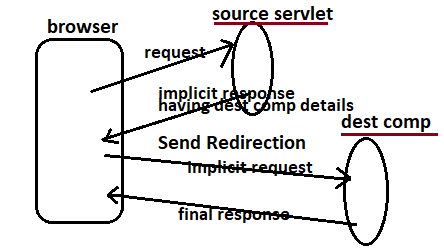 source servlet
browser
request
implicit response
having dest comp details
dest comp
Send Redirection
implicit request
final response